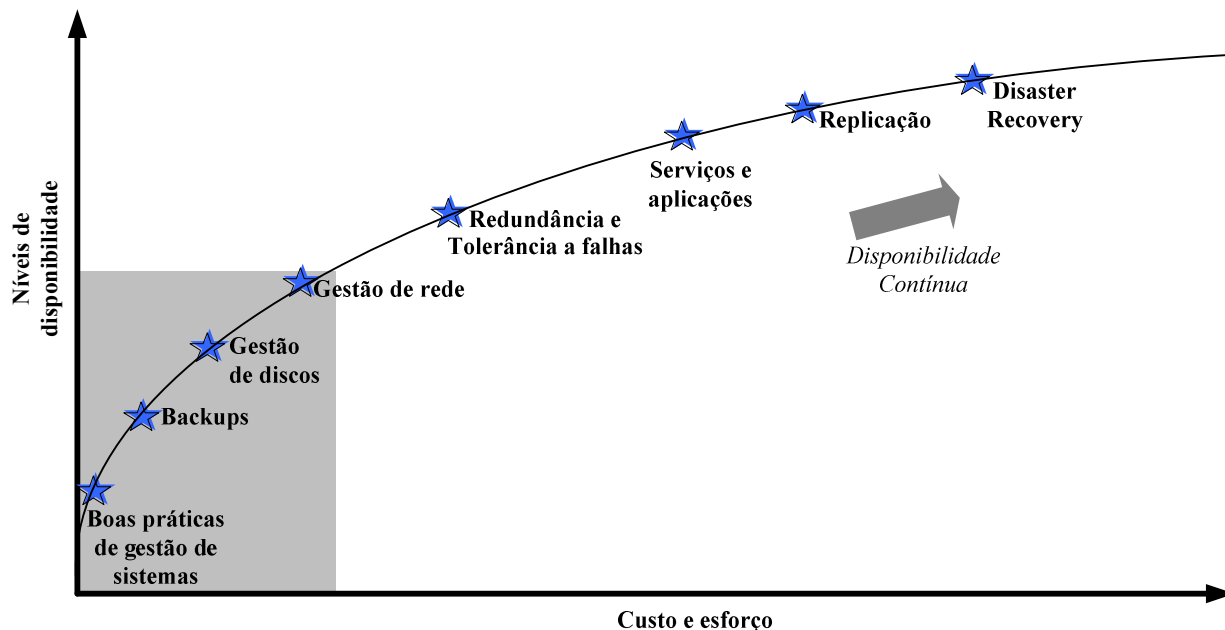 Disaster
Recovery
Replicação
Serviços e
aplicações
Redundância e
Tolerância a falhas
Disponibilidade
Contínua
Gestão de rede
Níveis de
disponibilidade
Gestão
de discos
Backups
Boas práticas
de gestão de
sistemas
Custo e esforço